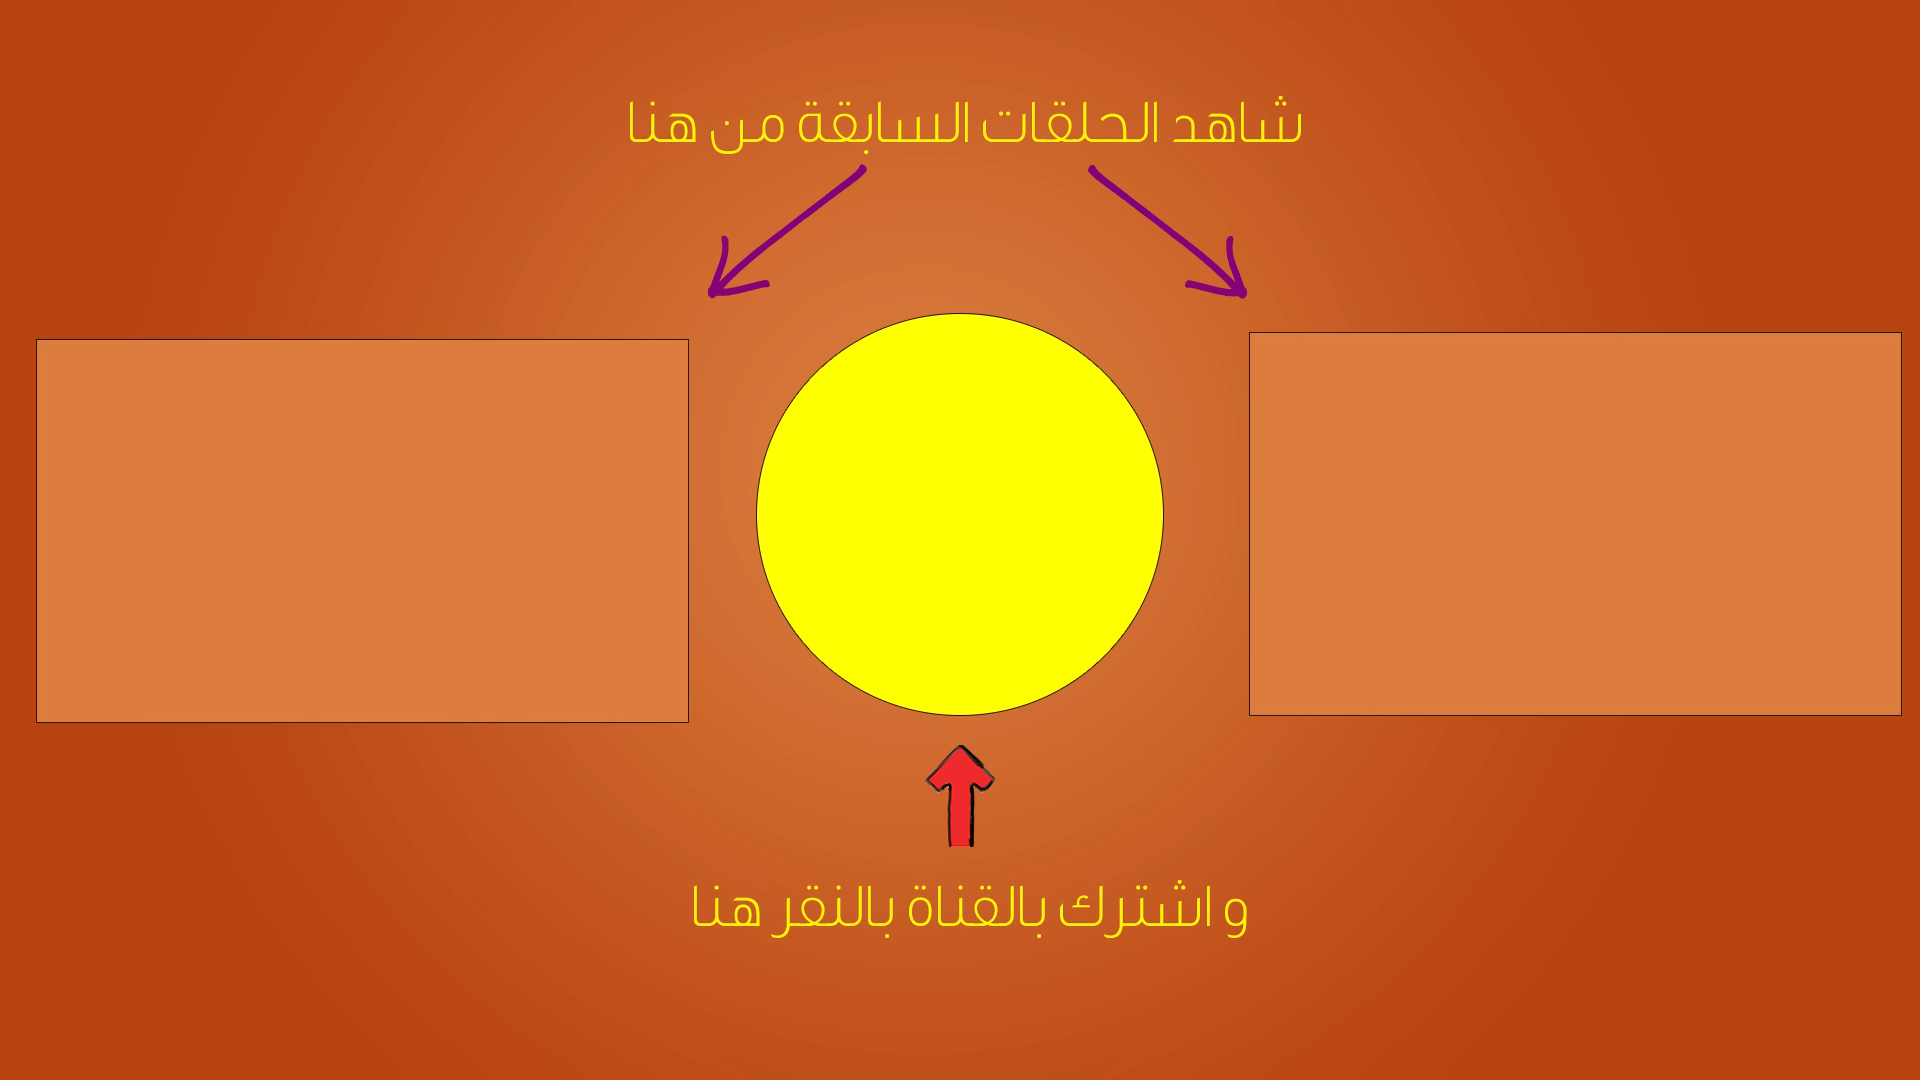 شاهد الحلقات السابقة من هنا
و اشترك بالقناة بالنقر هنا